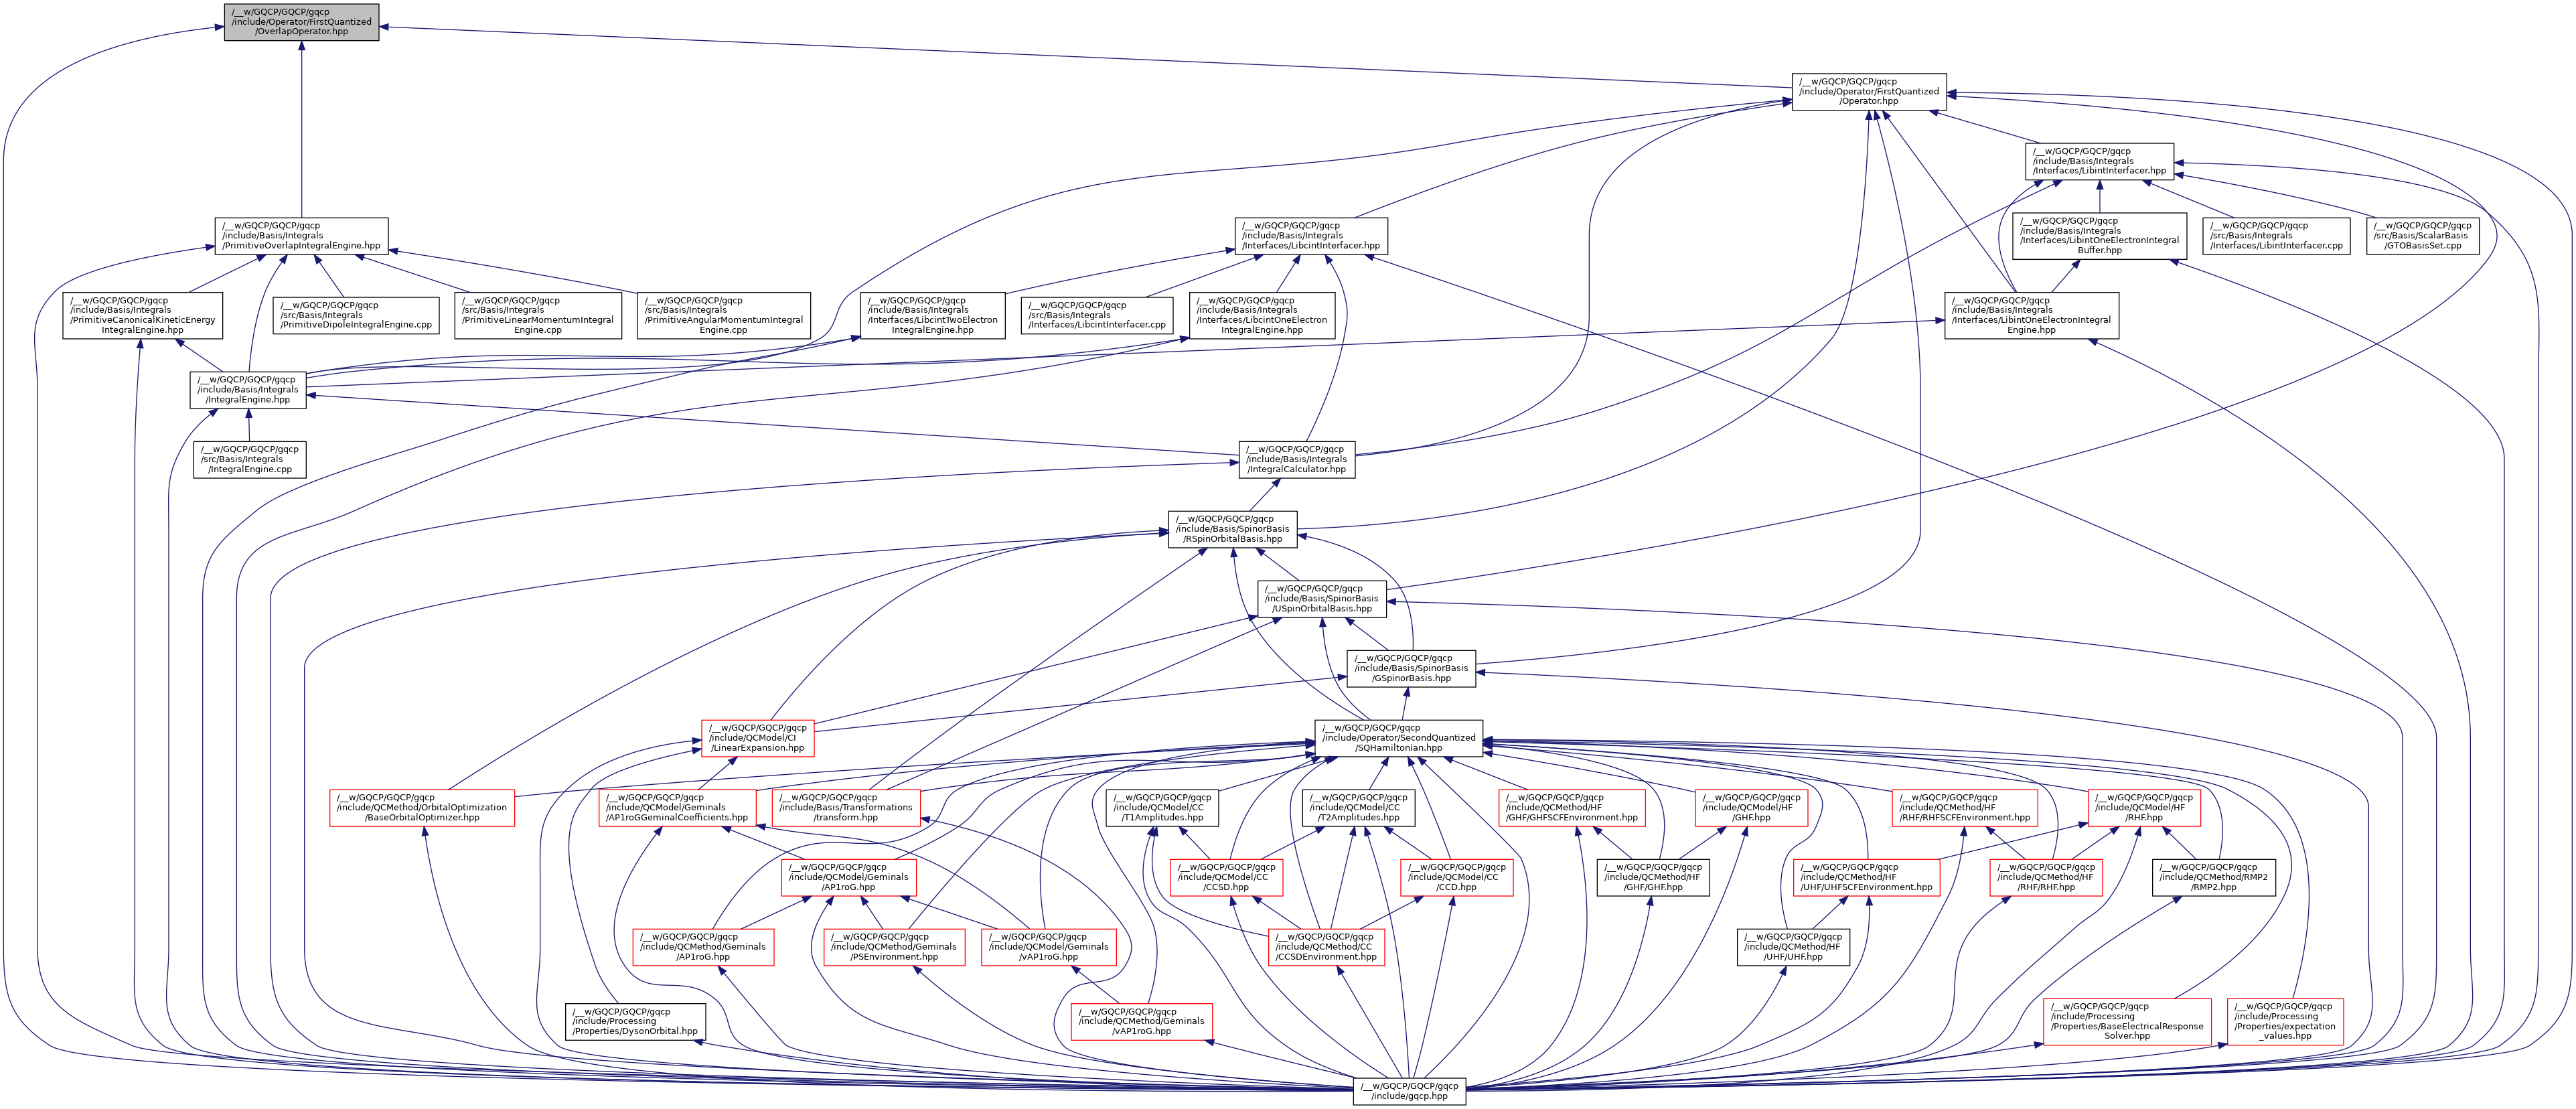 /__w/GQCP/GQCP/gqcp
/include/Operator/FirstQuantized
/OverlapOperator.hpp
/__w/GQCP/GQCP/gqcp
/include/Operator/FirstQuantized
/Operator.hpp
/__w/GQCP/GQCP/gqcp
/include/Basis/Integrals
/Interfaces/LibintInterfacer.hpp
/__w/GQCP/GQCP/gqcp
/include/Basis/Integrals
/PrimitiveOverlapIntegralEngine.hpp
/__w/GQCP/GQCP/gqcp
/include/Basis/Integrals
/Interfaces/LibcintInterfacer.hpp
/__w/GQCP/GQCP/gqcp
/include/Basis/Integrals
/Interfaces/LibintOneElectronIntegral
Buffer.hpp
/__w/GQCP/GQCP/gqcp
/src/Basis/Integrals
/Interfaces/LibintInterfacer.cpp
/__w/GQCP/GQCP/gqcp
/src/Basis/ScalarBasis
/GTOBasisSet.cpp
/__w/GQCP/GQCP/gqcp
/include/Basis/Integrals
/PrimitiveCanonicalKineticEnergy
IntegralEngine.hpp
/__w/GQCP/GQCP/gqcp
/src/Basis/Integrals
/PrimitiveDipoleIntegralEngine.cpp
/__w/GQCP/GQCP/gqcp
/src/Basis/Integrals
/PrimitiveLinearMomentumIntegral
Engine.cpp
/__w/GQCP/GQCP/gqcp
/src/Basis/Integrals
/PrimitiveAngularMomentumIntegral
Engine.cpp
/__w/GQCP/GQCP/gqcp
/include/Basis/Integrals
/Interfaces/LibcintTwoElectron
IntegralEngine.hpp
/__w/GQCP/GQCP/gqcp
/src/Basis/Integrals
/Interfaces/LibcintInterfacer.cpp
/__w/GQCP/GQCP/gqcp
/include/Basis/Integrals
/Interfaces/LibcintOneElectron
IntegralEngine.hpp
/__w/GQCP/GQCP/gqcp
/include/Basis/Integrals
/Interfaces/LibintOneElectronIntegral
Engine.hpp
/__w/GQCP/GQCP/gqcp
/include/Basis/Integrals
/IntegralEngine.hpp
/__w/GQCP/GQCP/gqcp
/src/Basis/Integrals
/IntegralEngine.cpp
/__w/GQCP/GQCP/gqcp
/include/Basis/Integrals
/IntegralCalculator.hpp
/__w/GQCP/GQCP/gqcp
/include/Basis/SpinorBasis
/RSpinOrbitalBasis.hpp
/__w/GQCP/GQCP/gqcp
/include/Basis/SpinorBasis
/USpinOrbitalBasis.hpp
/__w/GQCP/GQCP/gqcp
/include/Basis/SpinorBasis
/GSpinorBasis.hpp
/__w/GQCP/GQCP/gqcp
/include/QCModel/CI
/LinearExpansion.hpp
/__w/GQCP/GQCP/gqcp
/include/Operator/SecondQuantized
/SQHamiltonian.hpp
/__w/GQCP/GQCP/gqcp
/include/QCMethod/OrbitalOptimization
/BaseOrbitalOptimizer.hpp
/__w/GQCP/GQCP/gqcp
/include/QCModel/Geminals
/AP1roGGeminalCoefficients.hpp
/__w/GQCP/GQCP/gqcp
/include/Basis/Transformations
/transform.hpp
/__w/GQCP/GQCP/gqcp
/include/QCModel/CC
/T1Amplitudes.hpp
/__w/GQCP/GQCP/gqcp
/include/QCModel/CC
/T2Amplitudes.hpp
/__w/GQCP/GQCP/gqcp
/include/QCMethod/HF
/GHF/GHFSCFEnvironment.hpp
/__w/GQCP/GQCP/gqcp
/include/QCModel/HF
/GHF.hpp
/__w/GQCP/GQCP/gqcp
/include/QCMethod/HF
/RHF/RHFSCFEnvironment.hpp
/__w/GQCP/GQCP/gqcp
/include/QCModel/HF
/RHF.hpp
/__w/GQCP/GQCP/gqcp
/include/QCModel/Geminals
/AP1roG.hpp
/__w/GQCP/GQCP/gqcp
/include/QCModel/CC
/CCSD.hpp
/__w/GQCP/GQCP/gqcp
/include/QCModel/CC
/CCD.hpp
/__w/GQCP/GQCP/gqcp
/include/QCMethod/HF
/GHF/GHF.hpp
/__w/GQCP/GQCP/gqcp
/include/QCMethod/HF
/UHF/UHFSCFEnvironment.hpp
/__w/GQCP/GQCP/gqcp
/include/QCMethod/HF
/RHF/RHF.hpp
/__w/GQCP/GQCP/gqcp
/include/QCMethod/RMP2
/RMP2.hpp
/__w/GQCP/GQCP/gqcp
/include/QCMethod/Geminals
/AP1roG.hpp
/__w/GQCP/GQCP/gqcp
/include/QCMethod/Geminals
/PSEnvironment.hpp
/__w/GQCP/GQCP/gqcp
/include/QCModel/Geminals
/vAP1roG.hpp
/__w/GQCP/GQCP/gqcp
/include/QCMethod/CC
/CCSDEnvironment.hpp
/__w/GQCP/GQCP/gqcp
/include/QCMethod/HF
/UHF/UHF.hpp
/__w/GQCP/GQCP/gqcp
/include/Processing
/Properties/DysonOrbital.hpp
/__w/GQCP/GQCP/gqcp
/include/QCMethod/Geminals
/vAP1roG.hpp
/__w/GQCP/GQCP/gqcp
/include/Processing
/Properties/BaseElectricalResponse
Solver.hpp
/__w/GQCP/GQCP/gqcp
/include/Processing
/Properties/expectation
_values.hpp
/__w/GQCP/GQCP/gqcp
/include/gqcp.hpp